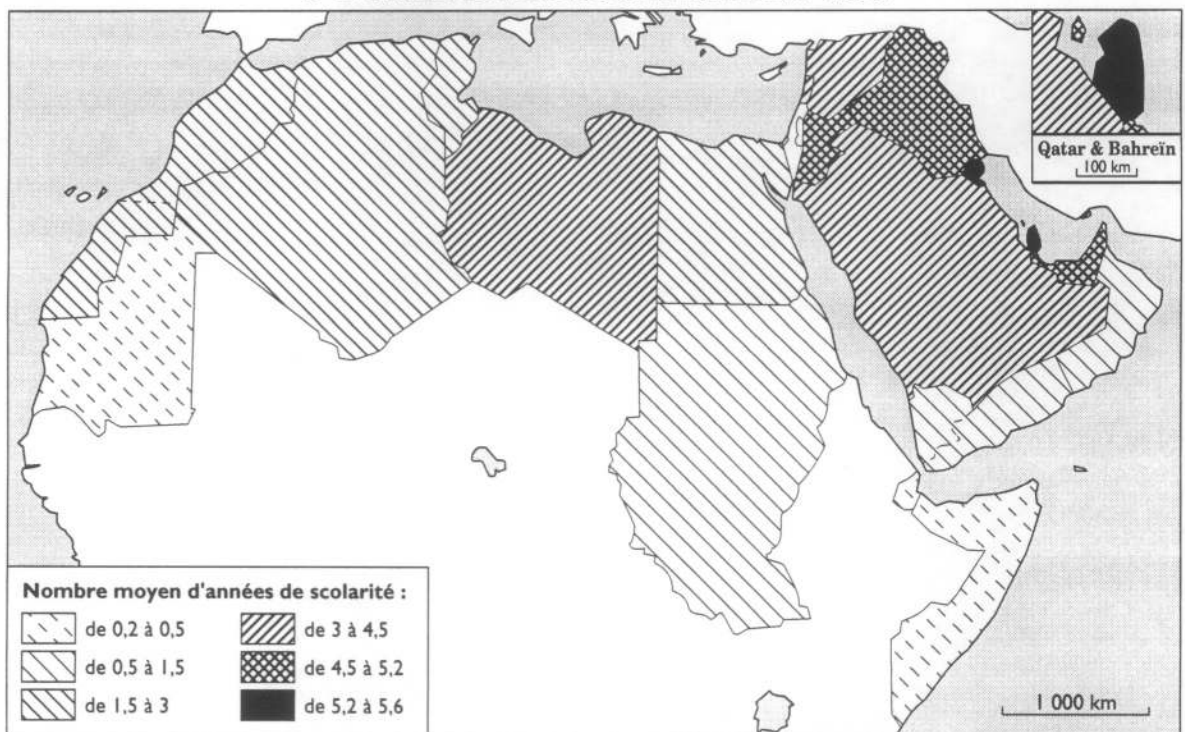 Qatar & Bahreïn
100 km
Nombre moyen d'années de scolarité :
de 0,2 à 0,5
de 0,5 à 1,5
de 1,5 à 3
de 3 à 4,5
de 4,5 à 5,2
de 5,2 à 5,6
1 000 km